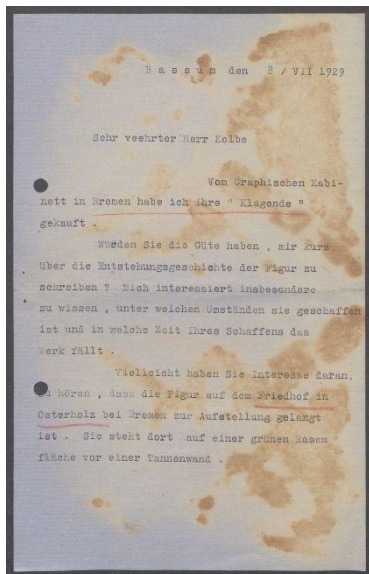 Bassum den 8 / VII 1929
Sehr veehrter Herr Kolbe
Vom Graphischen Kabi-
nett in Bremen habe ich Ihre " Klagende "
gekauft .
Würden Sie die Güte haben , mir kurz
über die Entstehungsgeschichte der Figur zu
schreiben ? Mich interessiert insbesondere
zu wissen , unter welchen Umständen sie geschaffen
ist und in welche Zeit Ihres Schaffens das
Werk fällt .
Vielleicht haben Sie Interesse daran,
zu hören , dass die Figur auf dem Friedhof in
Osterholz bei Bremen zur Aufstellung gelangt
ist . Sie steht dort auf einer grünen Rasen
fläche vor einer Tannenwand .